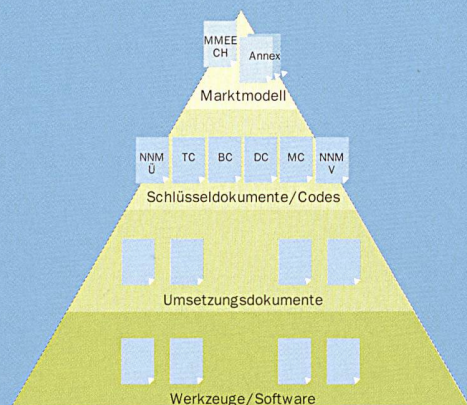 MMEE
CH
Annex
Marktmodell
NNM
Ü
TC
BC
DC
MC
NNM
V
Schlüsseldokumente/Codes
Umsetzungsdokumente
Werkzeuge/Software